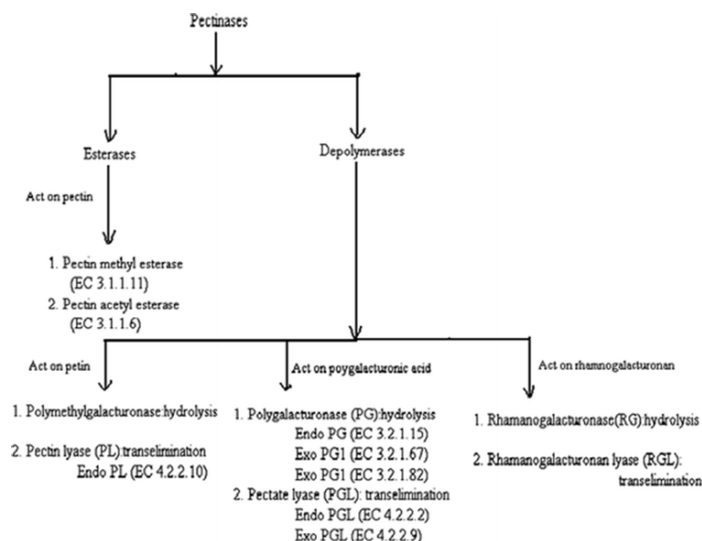 Pectinases
Esterases
Depolymerases
Act on pectin
1. Pectin methyl esterase
(EC 3.1.1.11)
2. Pectin acetyl esterase
(EC 3.1.1.6)
Act on petin
1. Polymethylgalacturonase:hydrolysis
2. Pectin lyase (PL):transelimination
Endo PL (EC 4.2.2.10)
Act on poygalacturonic acid
1. Polygalacturonase (PG):hydrolysis
Endo PG (EC 3.2.1.15)
Exo PG1 (EC 3.2.1.67)
Exo PG1 (EC 3.2.1.82)
2. Pectate lyase (PGL): transelimination
Endo PGL (EC 4.2.2.2)
Exo PGL (EC 4.2.2.9)
Act on rhamnogalacturonan
1. Rhamanogalacturonase(RG):hydrolysis
2. Rhamanogalacturonan lyase (RGL):
transelimination